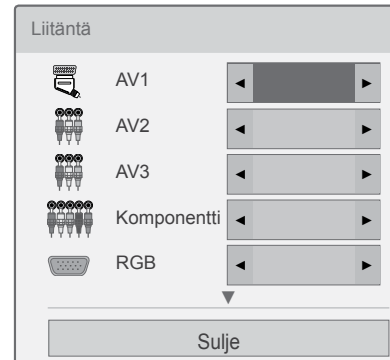 Liitäntä
AV1
AV2
AV3
Komponentti
RGB
Sulje